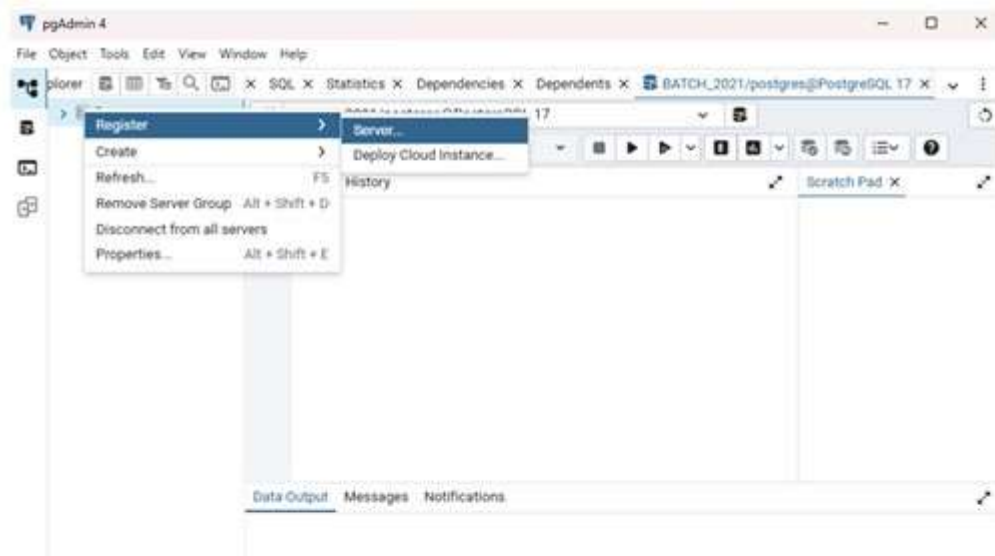 pgAdmin 4
File Object Tools Edit View Window Help
plorer SQL Statistics Dependencies Dependents BATCH_2021/postgres@PostgreSQL 17
17
Register
Server...
Create
Deploy Cloud Instance...
Refresh... F5
History
Scratch Pad
Remove Server Group Alt + Shift + D
Disconnect from all servers
Properties... Alt + Shift + E
Data Output Messages Notifications